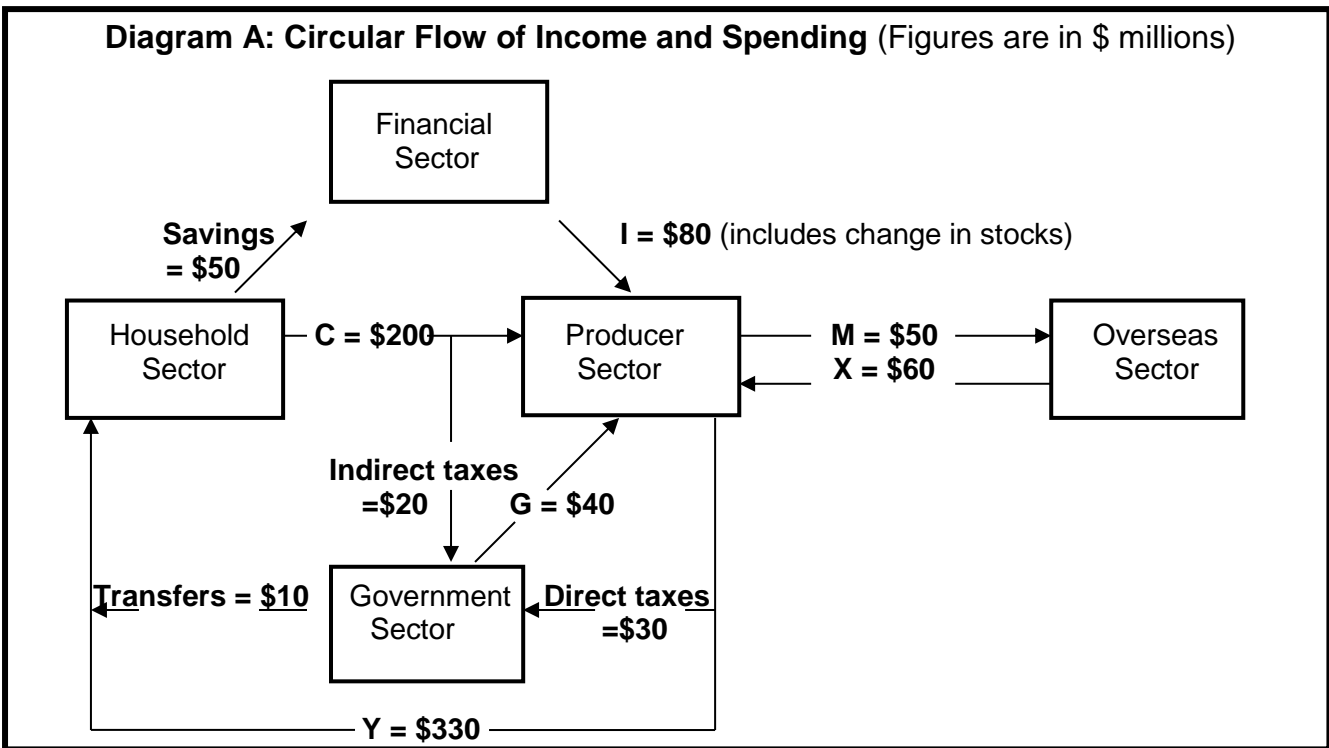 Diagram A: Circular Flow of Income and Spending (Figures are in $ millions)
Financial
Sector
Savings
= $50
I = $80 (includes change in stocks)
Household
Sector
C = $200
Producer
Sector
M = $50
X = $60
Overseas
Sector
Indirect taxes
=$20
G = $40
Transfers = $10
Government
Sector
Direct taxes
=$30
Y = $330